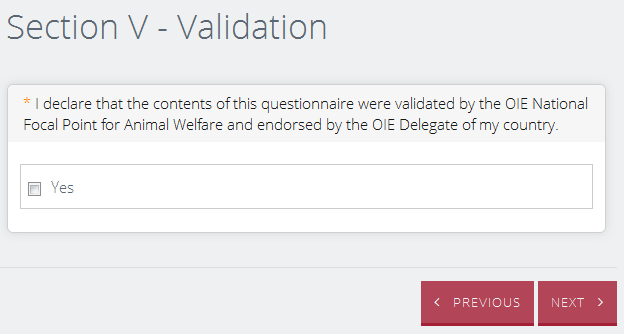 Section V - Validation
* I declare that the contents of this questionnaire were validated by the OIE National
Focal Point for Animal Welfare and endorsed by the OIE Delegate of my country.
Yes
PREVIOUS
NEXT